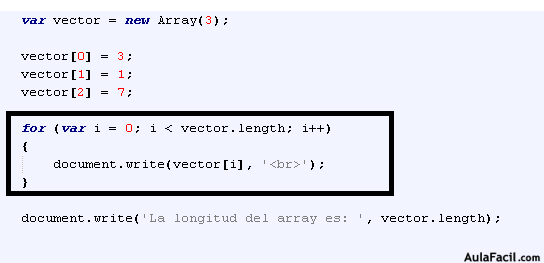 var vector = new Array(3);
vector[0] = 3;
vector[1] = 1;
vector[2] = 7;
for (var i = 0; i < vector.length; i++)
{
document.write(vector[i], '<br>');
}
document.write('La longitud del array es: ', vector.length);
AulaFacil.com